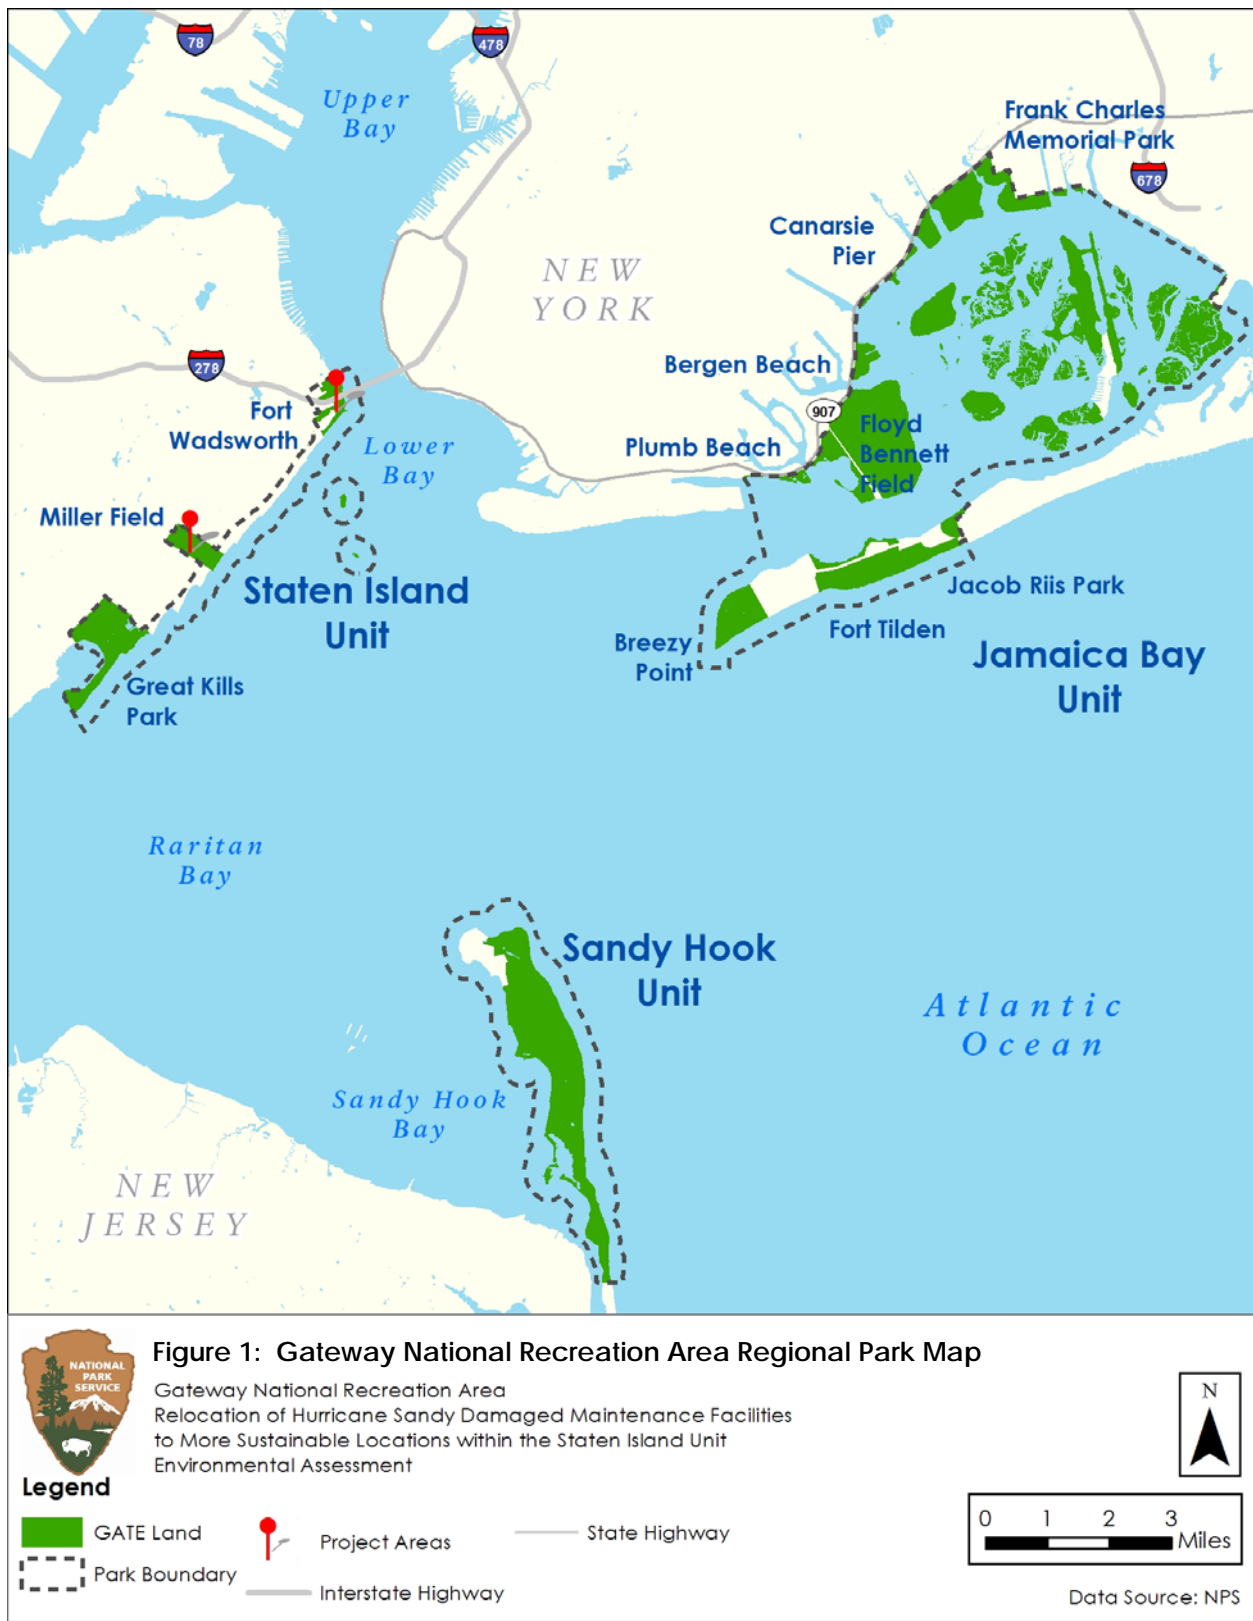 78
478
Upper
Bay
Frank Charles
Memorial Park
678
Canarsie
Pier
NEW
YORK
278
Bergen Beach
907
Fort
Wadsworth
Lower
Bay
Plumb Beach
Floyd
Bennett
Field
Miller Field
Staten Island
Unit
Jacob Riis Park
Fort Tilden
Breezy
Point
Jamaica Bay
Unit
Great Kills
Park
Raritan
Bay
Sandy Hook
Unit
Atlantic
Ocean
Sandy Hook
Bay
NEW
JERSEY
NATIONAL
PARK
SERVICE
Figure 1: Gateway National Recreation Area Regional Park Map
Gateway National Recreation Area
Relocation of Hurricane Sandy Damaged Maintenance Facilities
to More Sustainable Locations within the Staten Island Unit
Environmental Assessment
N
Legend
GATE Land
Park Boundary
Project Areas
Interstate Highway
State Highway
0 1 2 3
Miles
Data Source: NPS